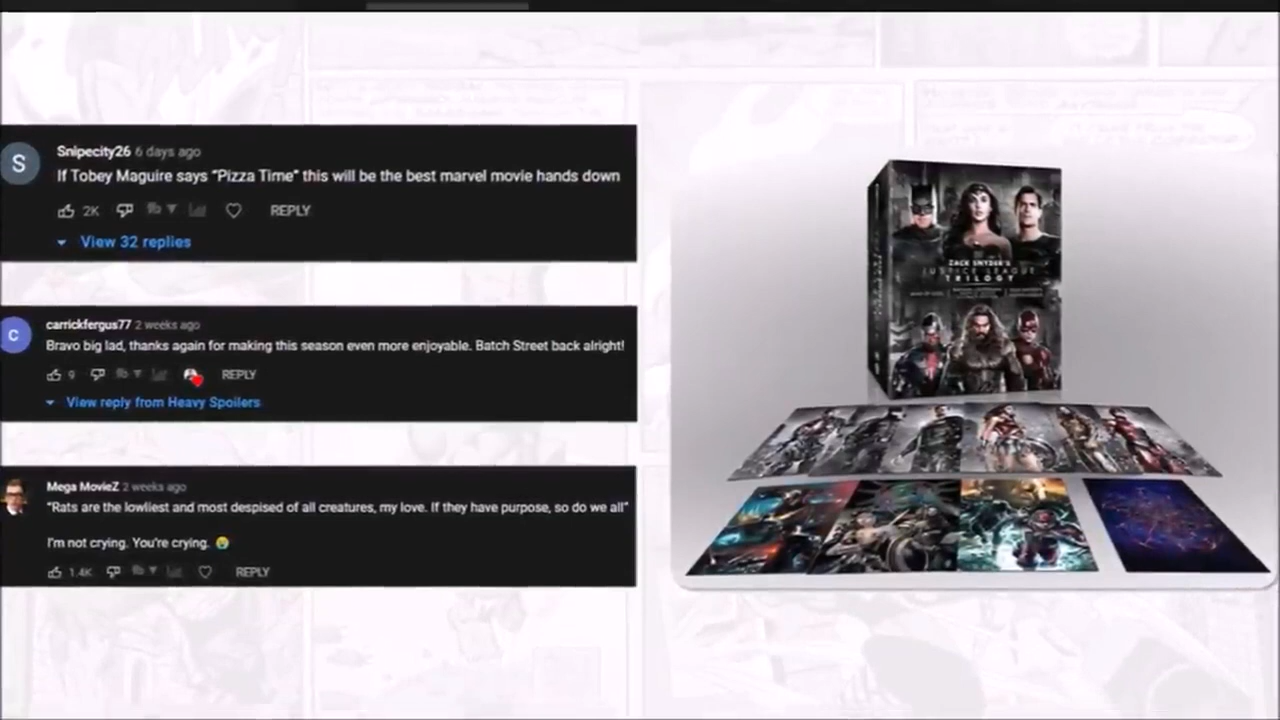 Snipecity26 6 days ago
If Tobey Maguire says “Pizza Time” this will be the best marvel movie hands down
2K REPLY
View 32 replies
carrickfergus77 2 weeks ago
Bravo big lad, thanks again for making this season even more enjoyable. Batch Street back alright!
9 REPLY
View reply from Heavy Spoilers
Mega MovieZ 2 weeks ago
“Rats are the lowliest and most despised of all creatures, my love. If they have purpose, so do we all”
I'm not crying. You're crying. 😭
1.4K REPLY
ZACK SNYDER'S
JUSTICE LEAGUE
TRILOGY